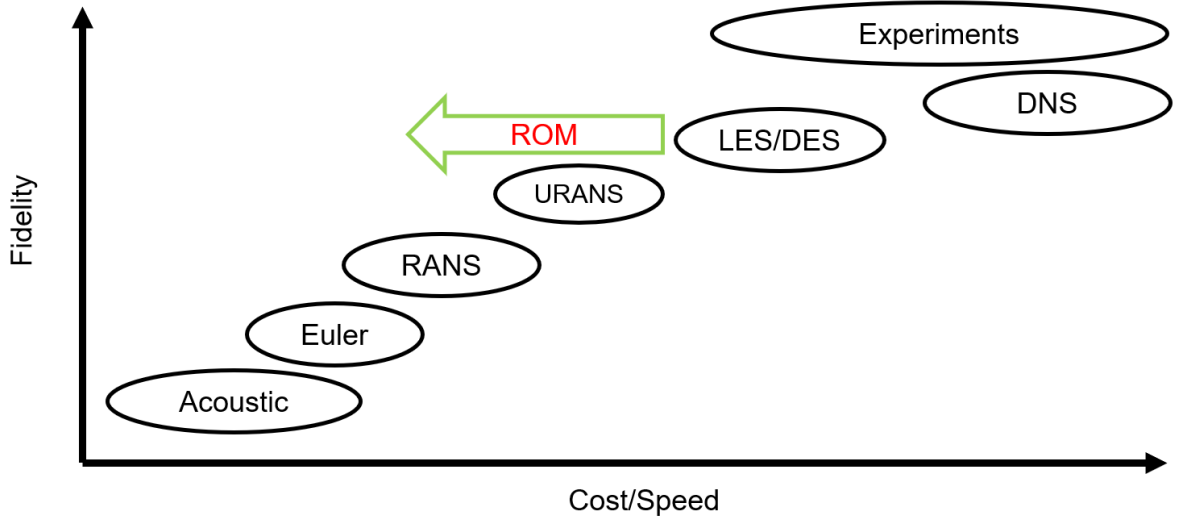 Experiments
DNS
ROM
LES/DES
URANS
Fidelity
RANS
Euler
Acoustic
Cost/Speed